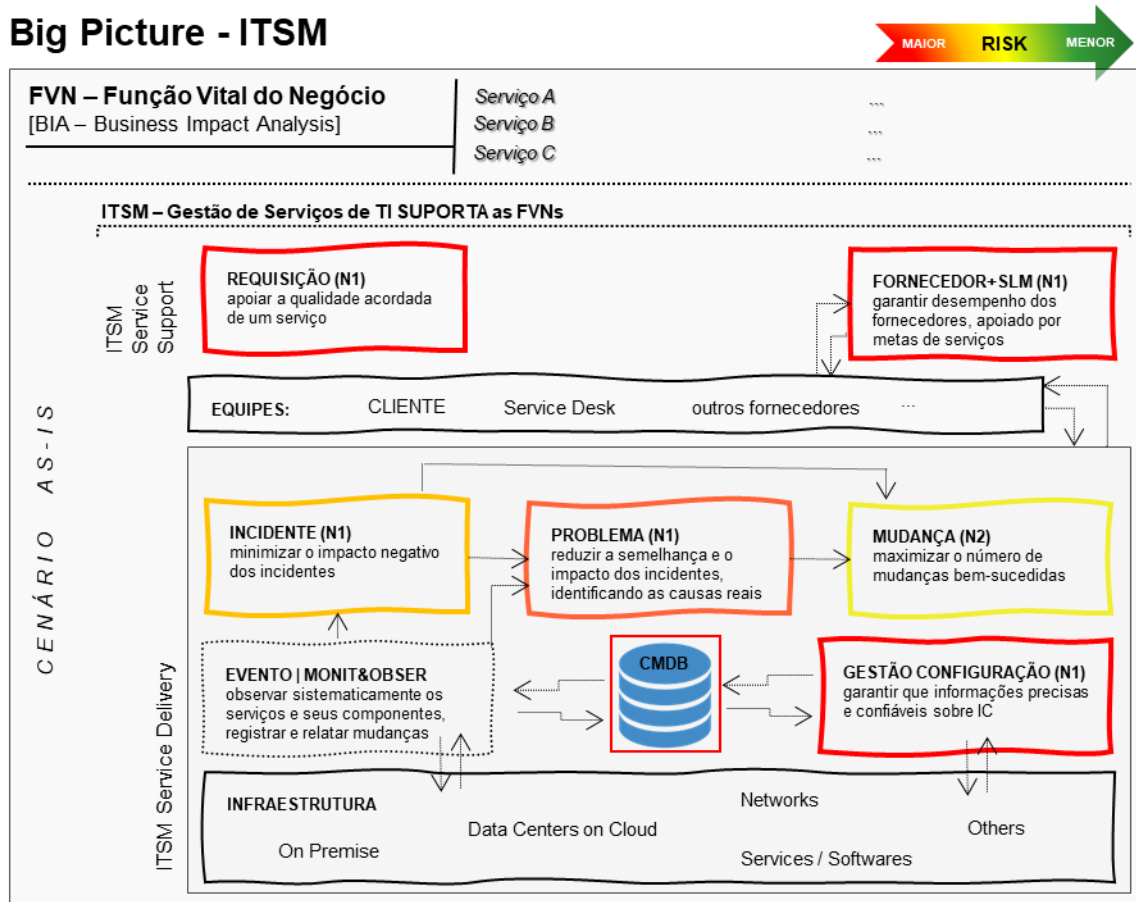 Big Picture - ITSM
MAIOR RISK MENOR
FVN – Função Vital do Negócio
[BIA – Business Impact Analysis]
Serviço A ...
Serviço B ...
Serviço C ...
ITSM – Gestão de Serviços de TI SUPORTA as FVNs
CENÁRIO AS-IS
ITSM
Service
Support
REQUISIÇÃO (N1)
apoiar a qualidade acordada
de um serviço
FORNECEDOR+SLM (N1)
garantir desempenho dos
fornecedores, apoiado por
metas de serviços
EQUIPES: CLIENTE Service Desk outros fornecedores ...
ITSM Service Delivery
INCIDENTE (N1)
minimizar o impacto negativo
dos incidentes
PROBLEMA (N1)
reduzir a semelhança e o
impacto dos incidentes,
identificando as causas reais
MUDANÇA (N2)
maximizar o número de
mudanças bem-sucedidas
EVENTO | MONIT&OBSER
observar sistematicamente os
serviços e seus componentes,
registrar e relatar mudanças
CMDB
GESTÃO CONFIGURAÇÃO (N1)
garantir que informações precisas
e confiáveis sobre IC
INFRAESTRUTURA
On Premise
Data Centers on Cloud
Networks
Services / Softwares
Others